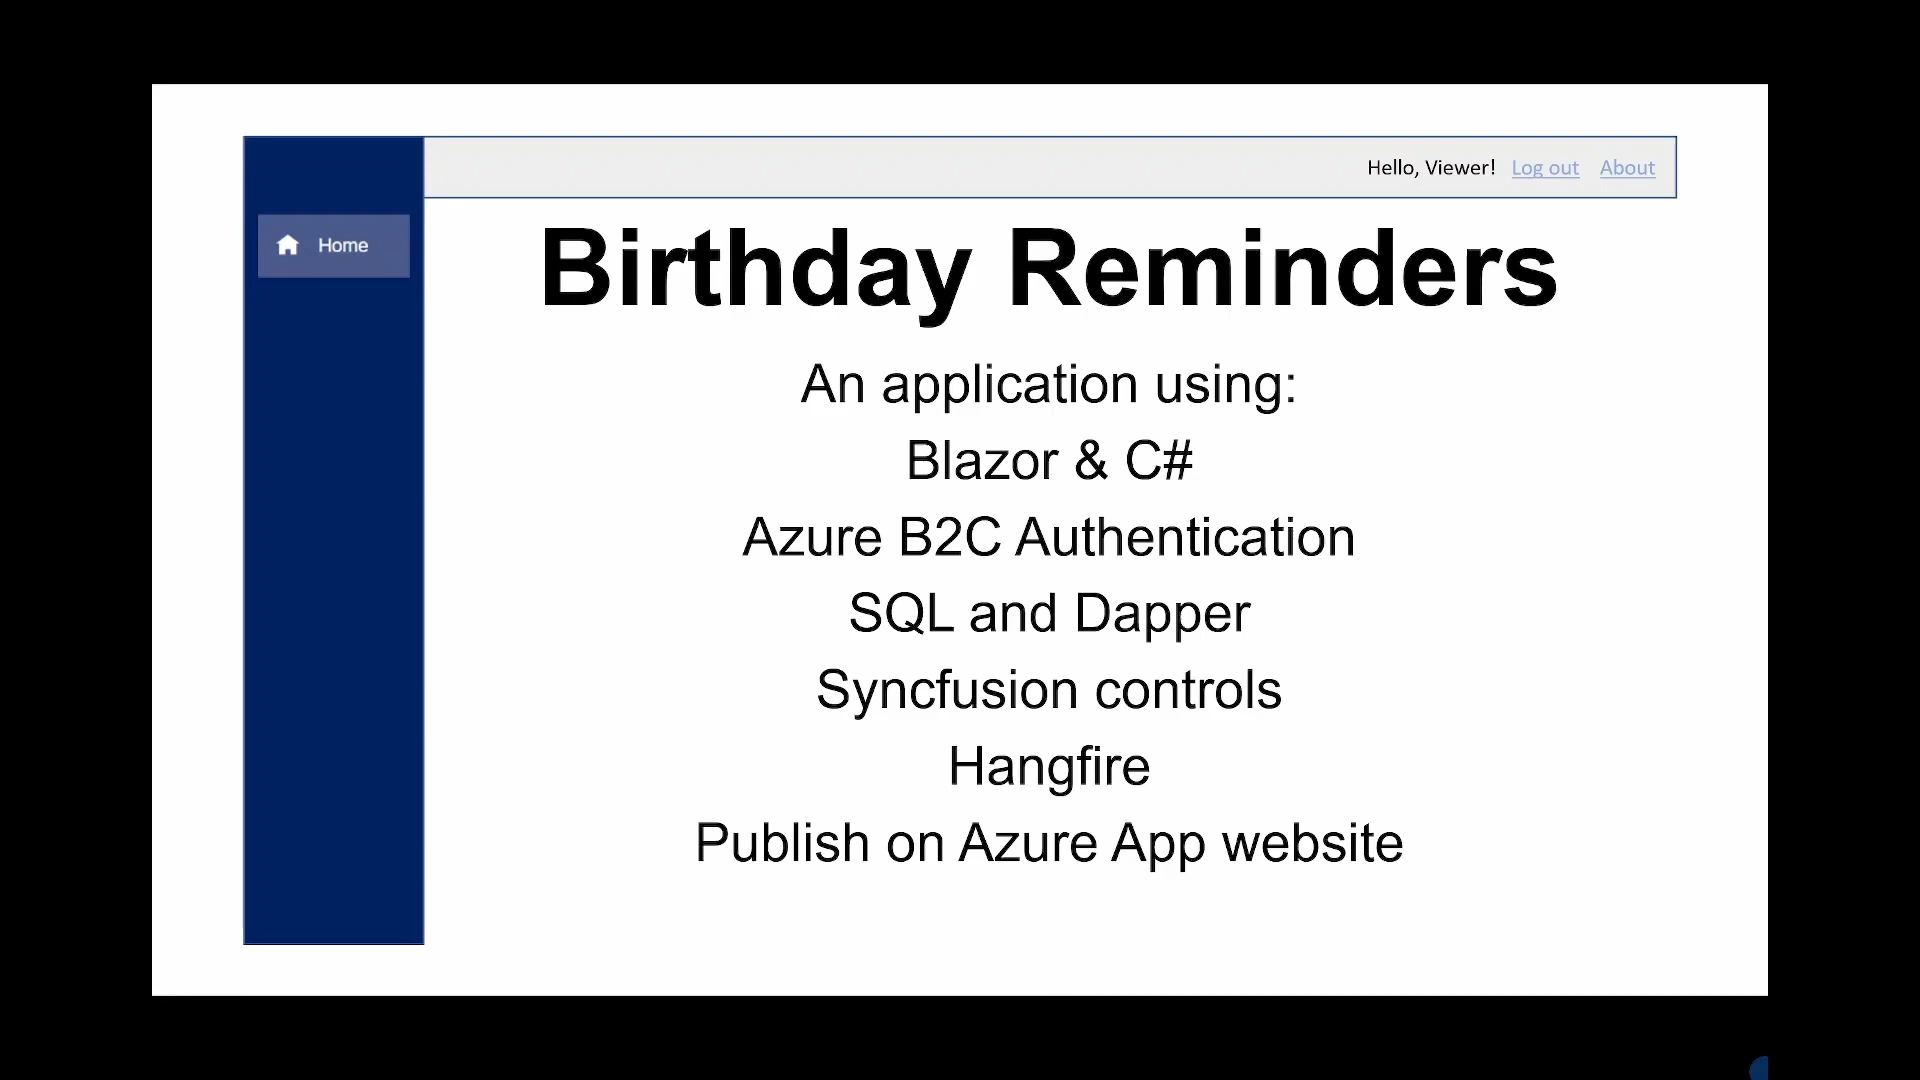 Hello, Viewer! Log out About
Home
Birthday Reminders
An application using:
Blazor & C#
Azure B2C Authentication
SQL and Dapper
Syncfusion controls
Hangfire
Publish on Azure App website